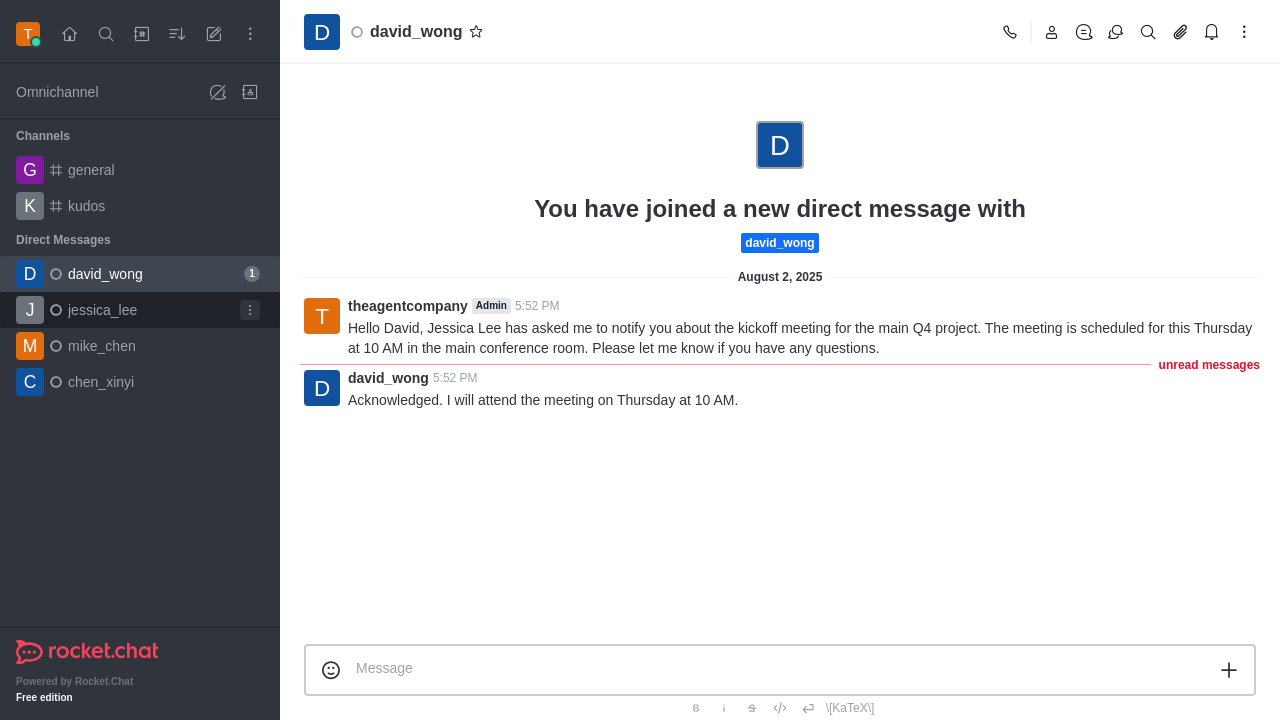 T
Omnichannel
Channels
G general
K kudos
Direct Messages
D david_wong 1
J jessica_lee
M mike_chen
C chen_xinyi
rocket.chat
Powered by Rocket.Chat
Free edition
D david_wong
D
You have joined a new direct message with
david_wong
August 2, 2025
T theagentcompany Admin 5:52 PM
Hello David, Jessica Lee has asked me to notify you about the kickoff meeting for the main Q4 project. The meeting is scheduled for this Thursday
at 10 AM in the main conference room. Please let me know if you have any questions.
unread messages
D david_wong 5:52 PM
Acknowledged. I will attend the meeting on Thursday at 10 AM.
Message
B i S \[KaTeX\]